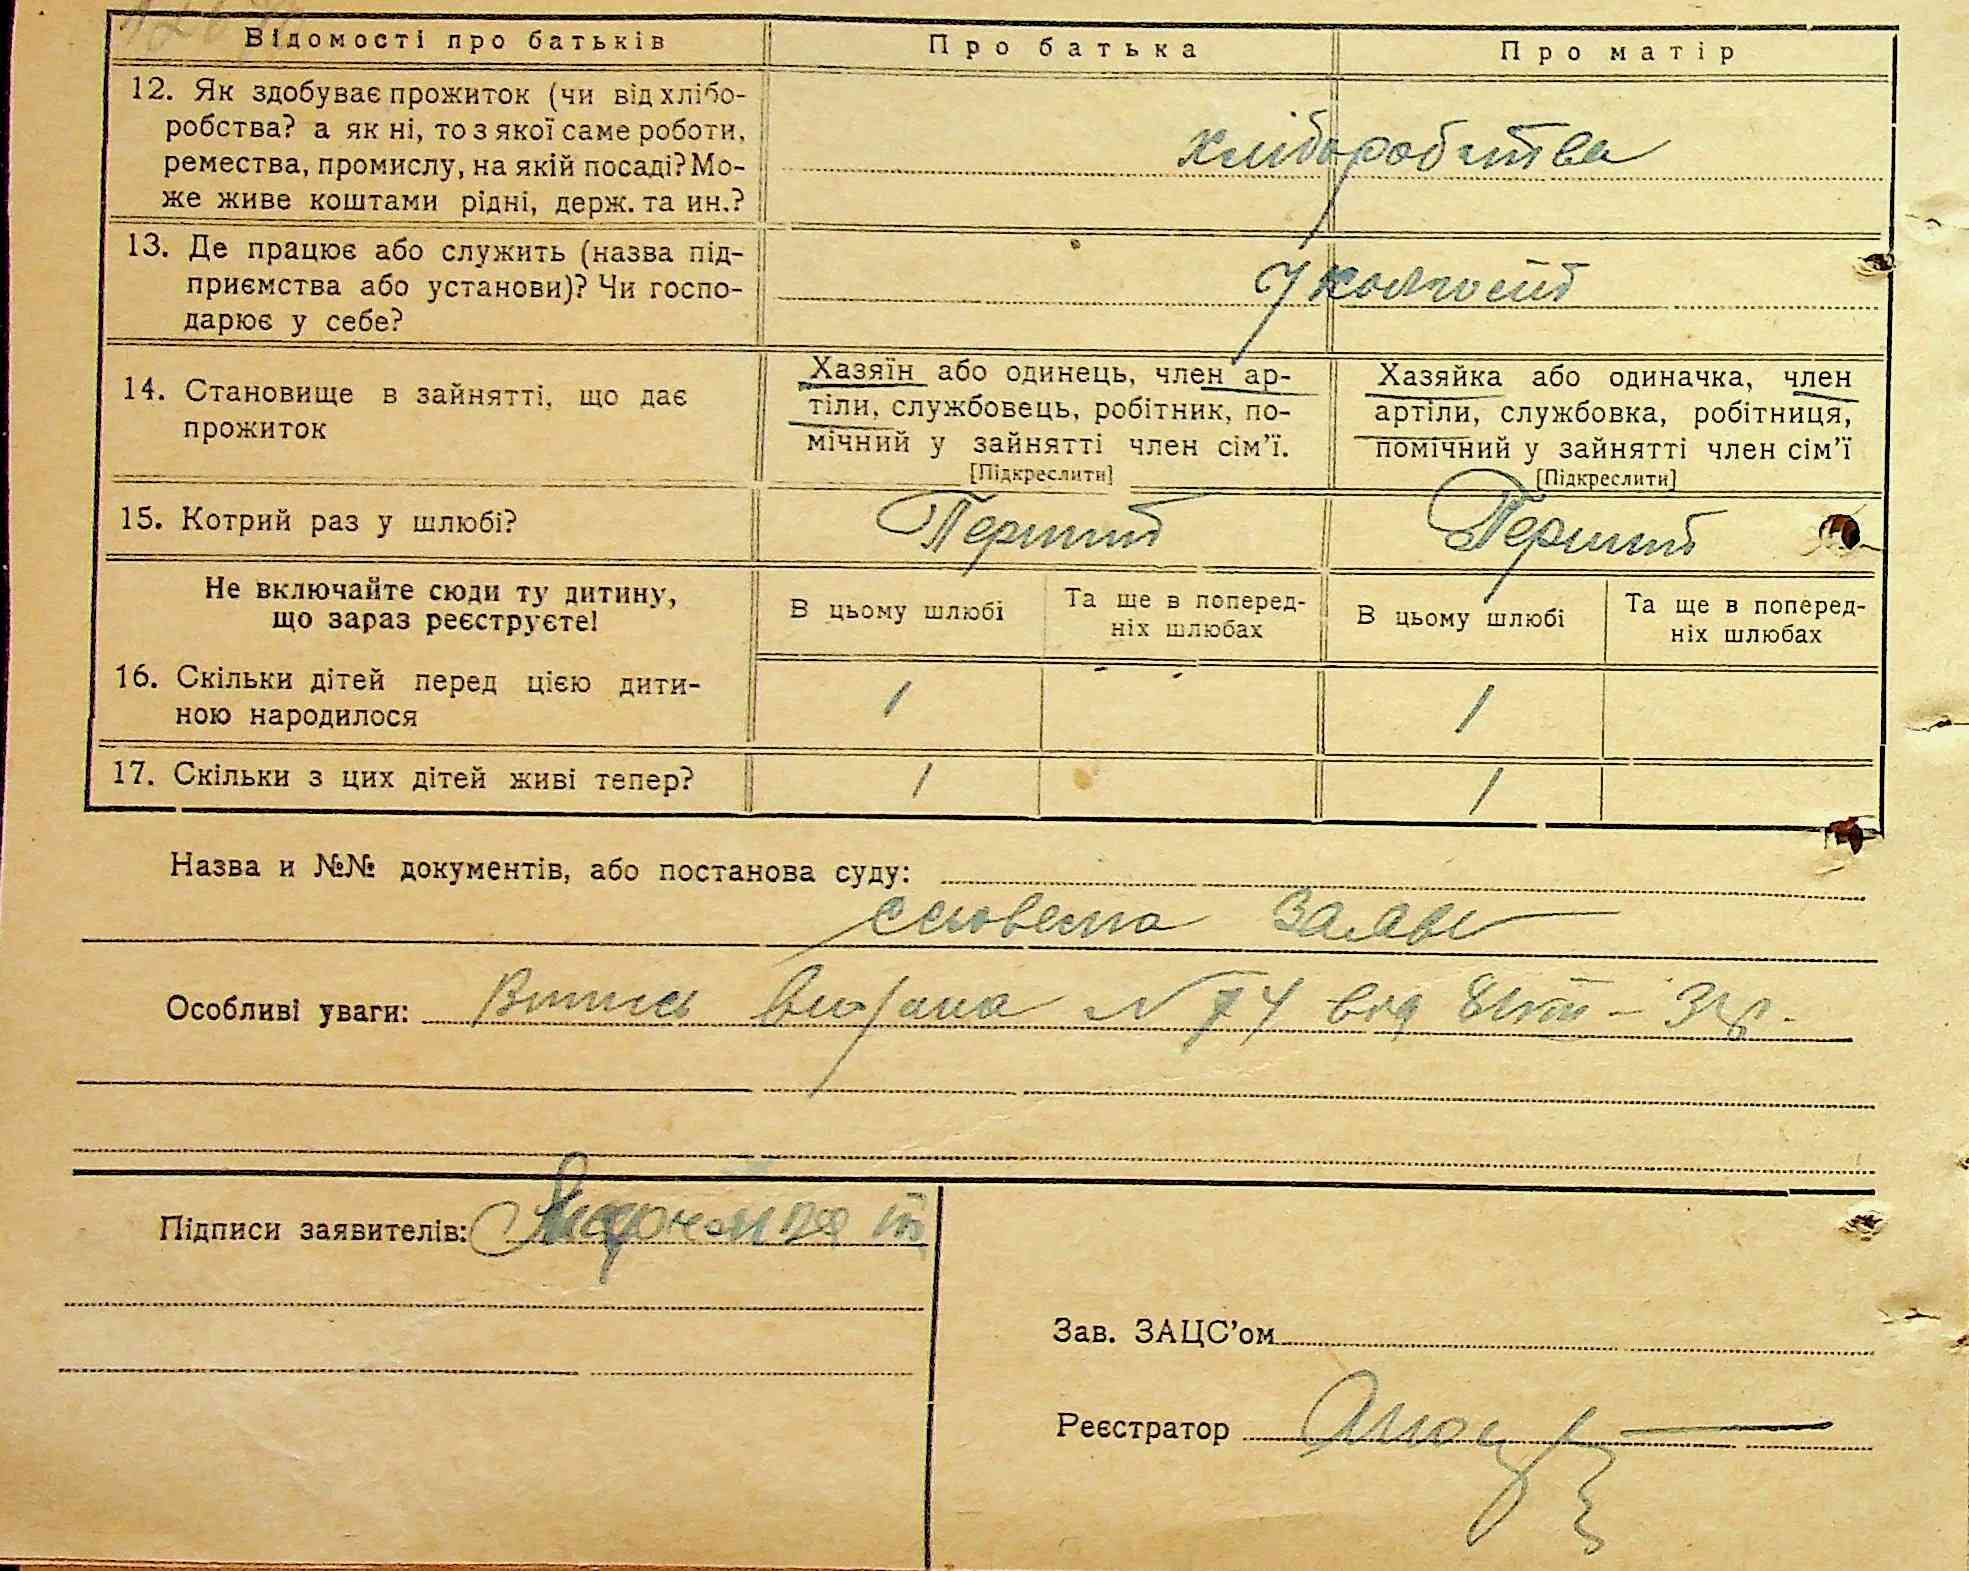 Відомості про батьків
Про батька
Про матір
12. Як здобуває прожиток (чи від хлібо-
робства? а як ні, то з якої саме роботи,
ремества, промислу, на якій посаді? Мо-
же живе коштами рідні, держ. та ин.?
хліборобства
13. Де працює або служить (назва під-
приємства або установи)? Чи госпо-
дарює у себе?
у колгоспі
14. Становище в зайнятті, що дає
прожиток
Хазяїн або одинець, член ар-
тіли, службовець, робітник, по-
мічний у зайнятті член сім'ї.
[Підкреслити]
Хазяйка або одиначка, член
артіли, службовка, робітниця,
помічний у зайнятті член сім'ї
[Підкреслити]
15. Котрий раз у шлюбі?
Перший
Перший
Не включайте сюди ту дитину,
що зараз реєструєте!
В цьому шлюбі
Та ще в поперед-
ніх шлюбах
В цьому шлюбі
Та ще в поперед-
ніх шлюбах
16. Скільки дітей перед цією дити-
ною народилося
1
1
17. Скільки з цих дітей живі тепер?
1
1
Назва и №№ документів, або постанова суду:
словесна заява
Особливі уваги: Витяг видана N 74 від
Підписи заявителів:
Зав. ЗАЦС'ом
Реєстратор